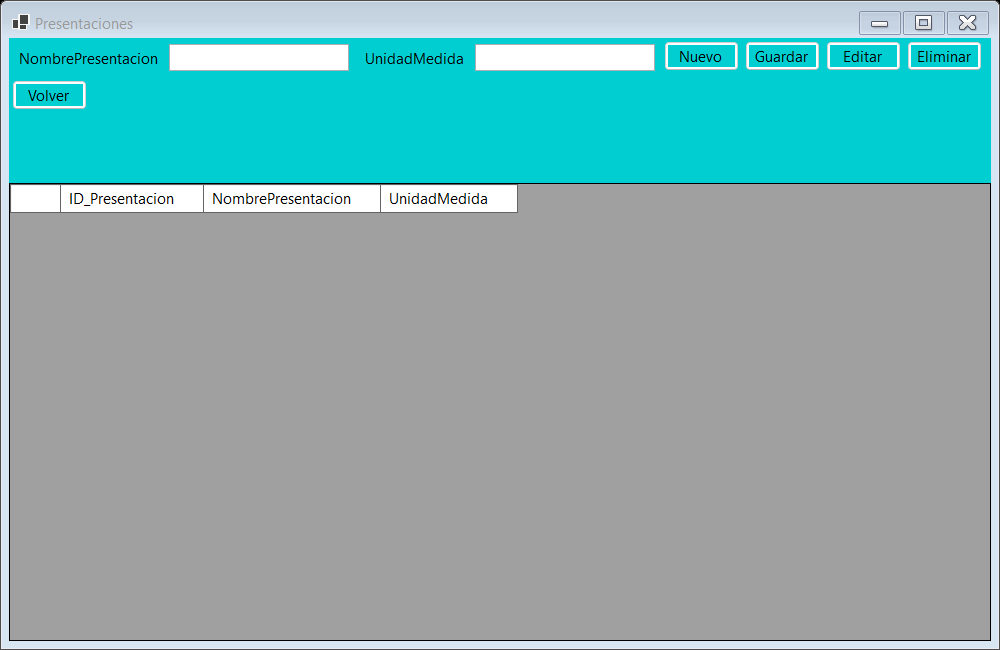 Presentaciones
NombrePresentacion UnidadMedida Nuevo Guardar Editar Eliminar
Volver
ID_Presentacion NombrePresentacion UnidadMedida